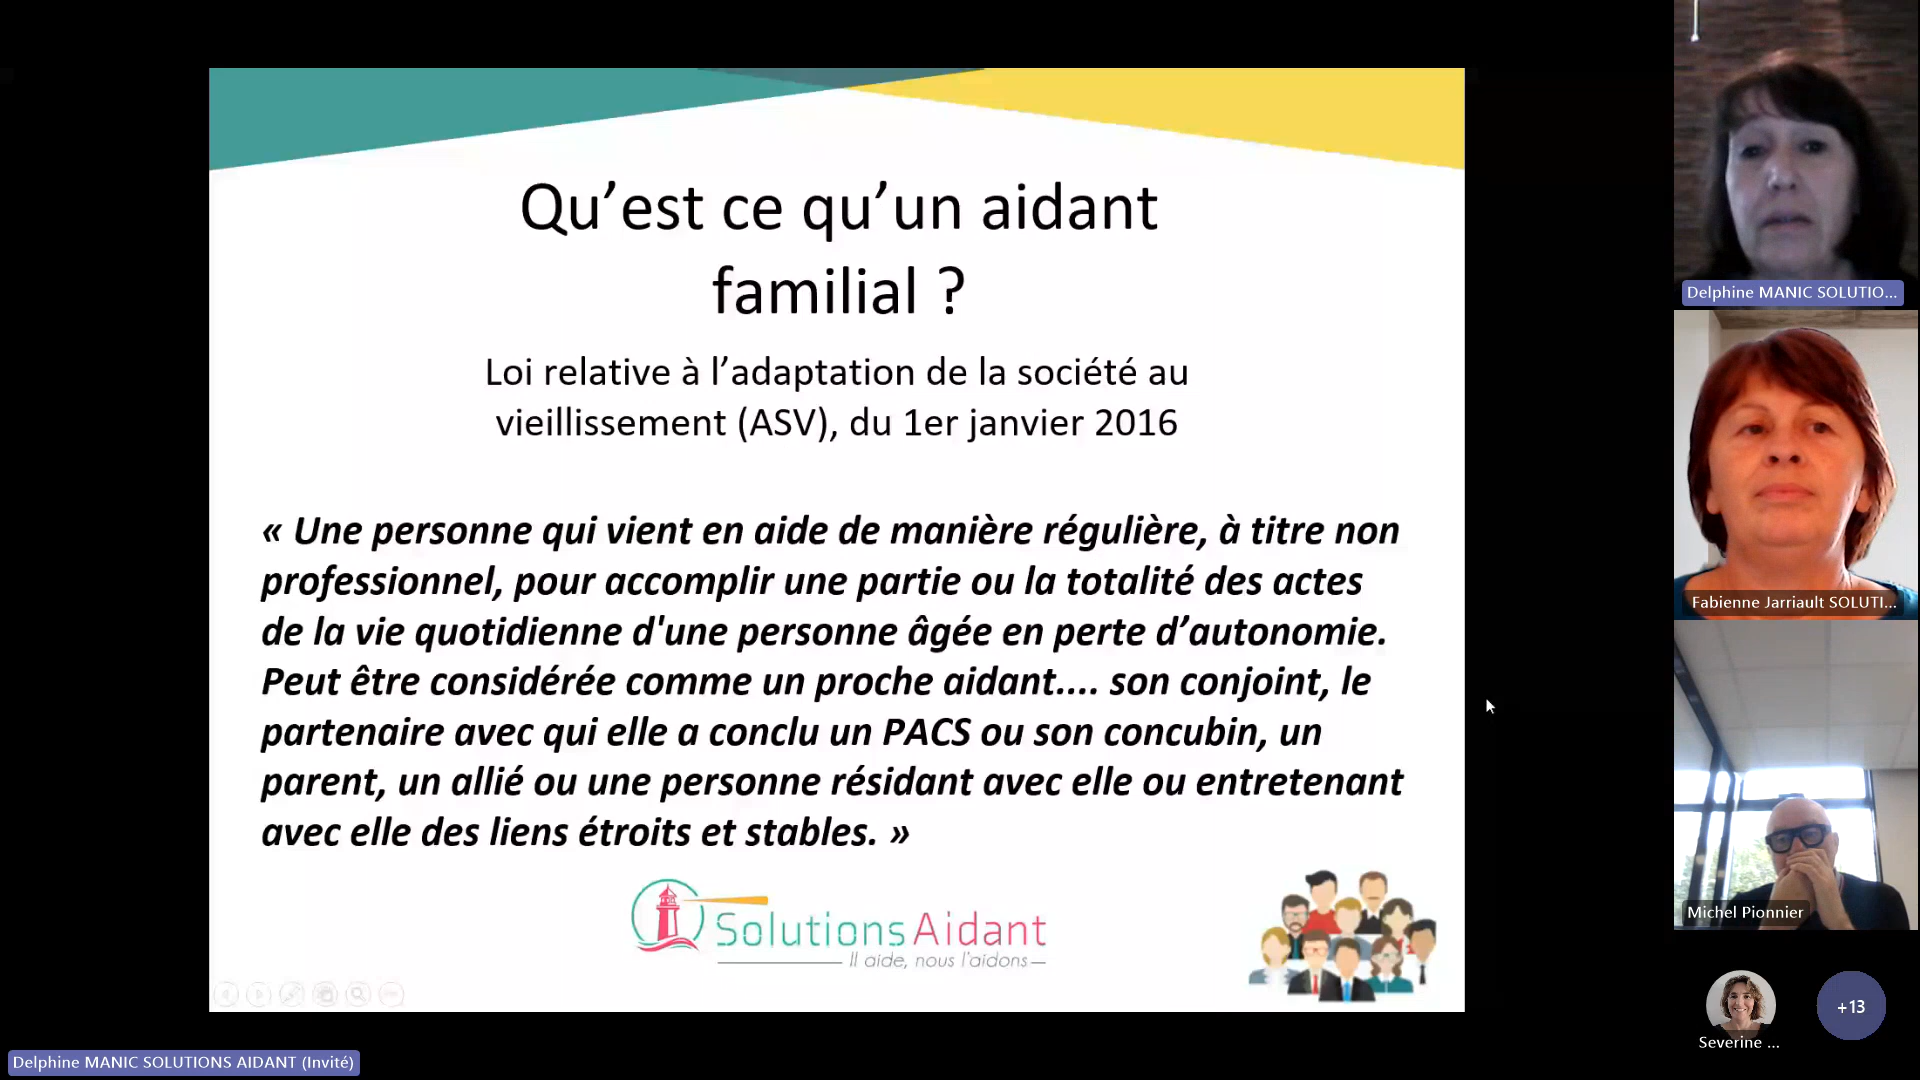 Qu’est ce qu’un aidant
familial ?
Loi relative à l’adaptation de la société au
vieillissement (ASV), du 1er janvier 2016
« Une personne qui vient en aide de manière régulière, à titre non
professionnel, pour accomplir une partie ou la totalité des actes
de la vie quotidienne d'une personne âgée en perte d’autonomie.
Peut être considérée comme un proche aidant.... son conjoint, le
partenaire avec qui elle a conclu un PACS ou son concubin, un
parent, un allié ou une personne résidant avec elle ou entretenant
avec elle des liens étroits et stables. »
Solutions Aidant
Il aide, nous l'aidons
Delphine MANIC SOLUTIONS AIDANT (Invité)
Delphine MANIC SOLUTIO...
Fabienne Jarriault SOLUTI...
Michel Pionnier
Severine ...
+13